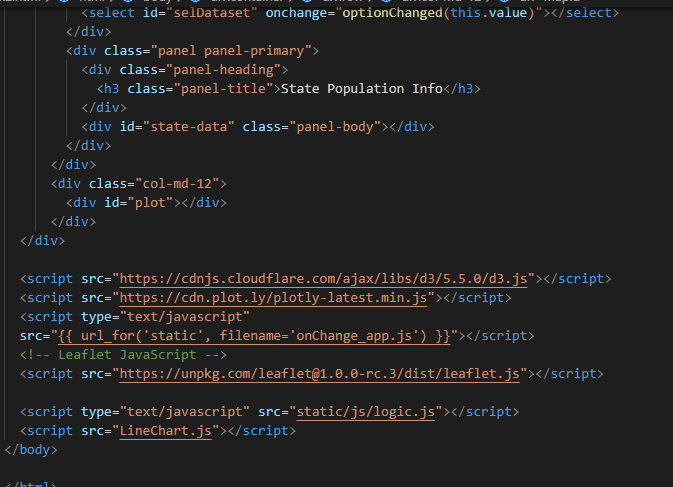 <select id="selDataset" onchange="optionChanged(this.value)"></select>
</div>
<div class="panel panel-primary">
<div class="panel-heading">
<h3 class="panel-title">State Population Info</h3>
</div>
<div id="state-data" class="panel-body"></div>
</div>
</div>
<div class="col-md-12">
<div id="plot"></div>
</div>
</div>
<script src="https://cdnjs.cloudflare.com/ajax/libs/d3/5.5.0/d3.js"></script>
<script src="https://cdn.plot.ly/plotly-latest.min.js"></script>
<script type="text/javascript"
src="{{ url_for('static', filename='onChange_app.js') }}"></script>
<!-- Leaflet JavaScript -->
<script src="https://unpkg.com/leaflet@1.0.0-rc.3/dist/leaflet.js"></script>
<script type="text/javascript" src="static/js/logic.js"></script>
<script src="LineChart.js"></script>
</body>
</html>